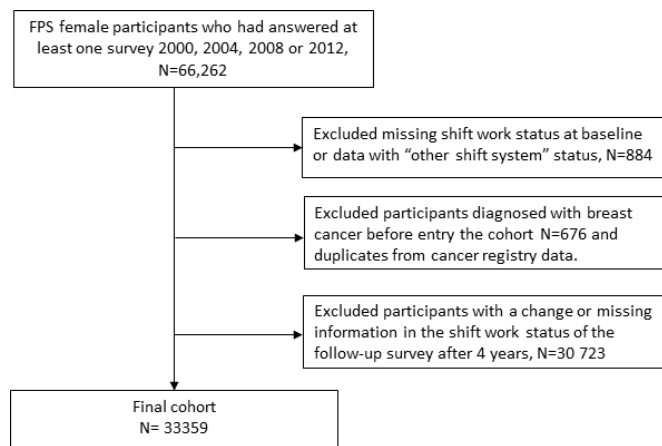 FPS female participants who had answered at
least one survey 2000, 2004, 2008 or 2012,
N=66,262
Excluded missing shift work status at baseline
or data with “other shift system” status, N=884
Excluded participants diagnosed with breast
cancer before entry the cohort N=676 and
duplicates from cancer registry data.
Excluded participants with a change or missing
information in the shift work status of the
follow-up survey after 4 years, N=30 723
Final cohort
N= 33359